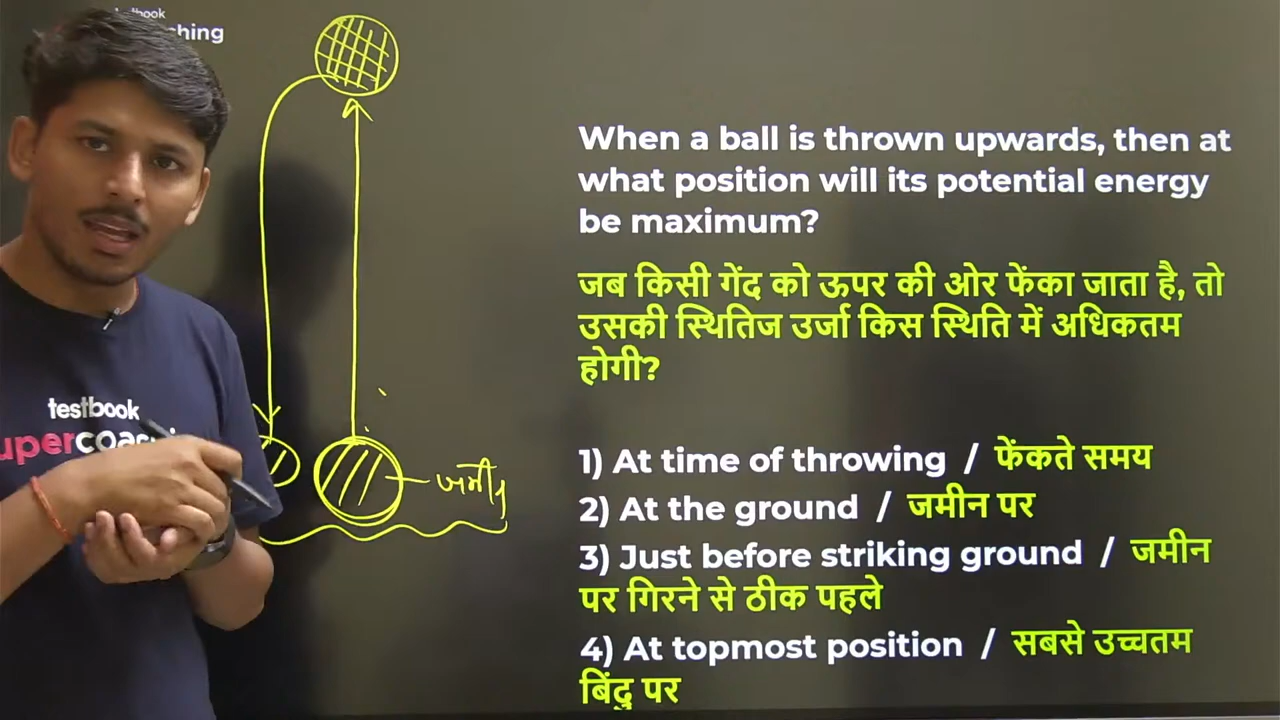 testbook
When a ball is thrown upwards, then at
what position will its potential energy
be maximum?
जब किसी गेंद को ऊपर की ओर फेंका जाता है, तो
उसकी स्थितिज उर्जा किस स्थिति में अधिकतम
होगी?
1) At time of throwing / फेंकते समय
2) At the ground / जमीन पर
3) Just before striking ground / जमीन
पर गिरने से ठीक पहले
4) At topmost position / सबसे उच्चतम
बिंदु पर
जमीन